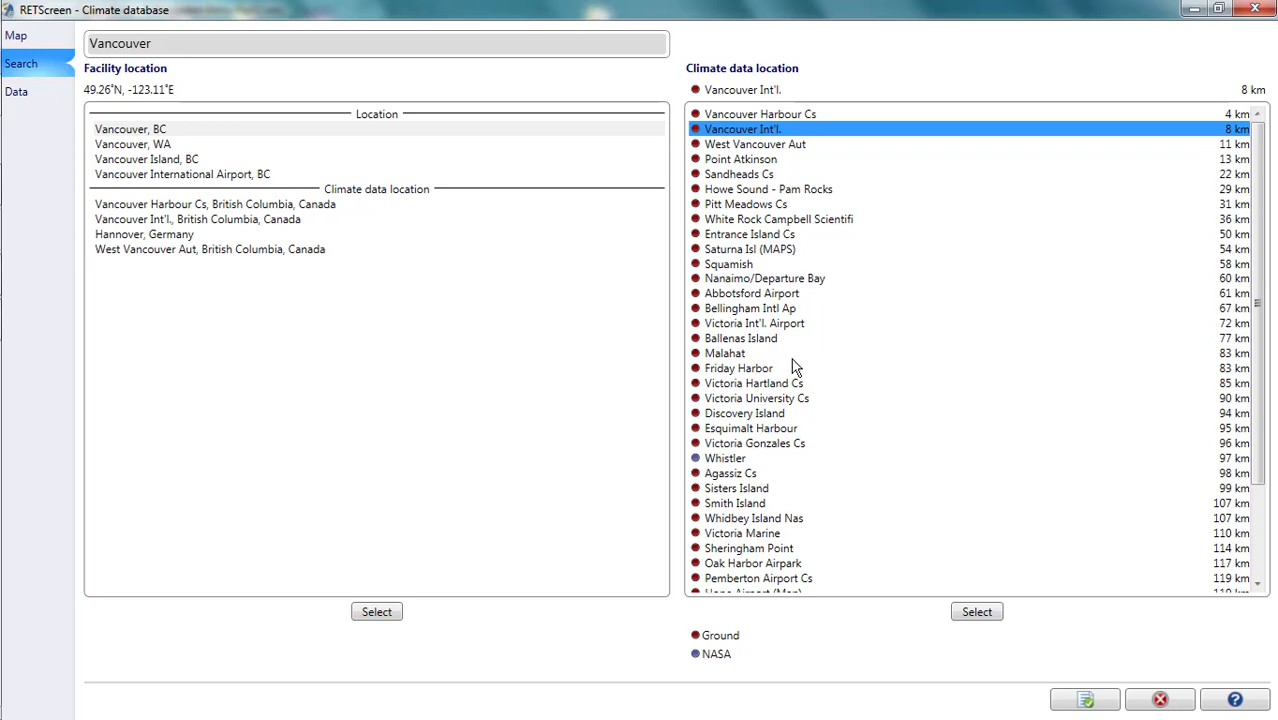 RETScreen - Climate database
Map
Search
Data
Vancouver
Facility location
49.26˚N, -123.11˚E
Location
Vancouver, BC
Vancouver, WA
Vancouver Island, BC
Vancouver International Airport, BC
Climate data location
Vancouver Harbour Cs, British Columbia, Canada
Vancouver Int'l., British Columbia, Canada
Hannover, Germany
West Vancouver Aut, British Columbia, Canada
Select
Climate data location
Vancouver Int'l. 8 km
Vancouver Harbour Cs 4 km
Vancouver Int'l. 8 km
West Vancouver Aut 11 km
Point Atkinson 13 km
Sandheads Cs 22 km
Howe Sound - Pam Rocks 29 km
Pitt Meadows Cs 31 km
White Rock Campbell Scientifi 36 km
Entrance Island Cs 50 km
Saturna Isl (MAPS) 54 km
Squamish 58 km
Nanaimo/Departure Bay 60 km
Abbotsford Airport 61 km
Bellingham Intl Ap 67 km
Victoria Int'l. Airport 72 km
Ballenas Island 77 km
Malahat 83 km
Friday Harbor 83 km
Victoria Hartland Cs 85 km
Victoria University Cs 90 km
Discovery Island 94 km
Esquimalt Harbour 95 km
Victoria Gonzales Cs 96 km
Whistler 97 km
Agassiz Cs 98 km
Sisters Island 99 km
Smith Island 107 km
Whidbey Island Nas 107 km
Victoria Marine 110 km
Sheringham Point 114 km
Oak Harbor Airpark 117 km
Pemberton Airport Cs 119 km
Select
Ground
NASA